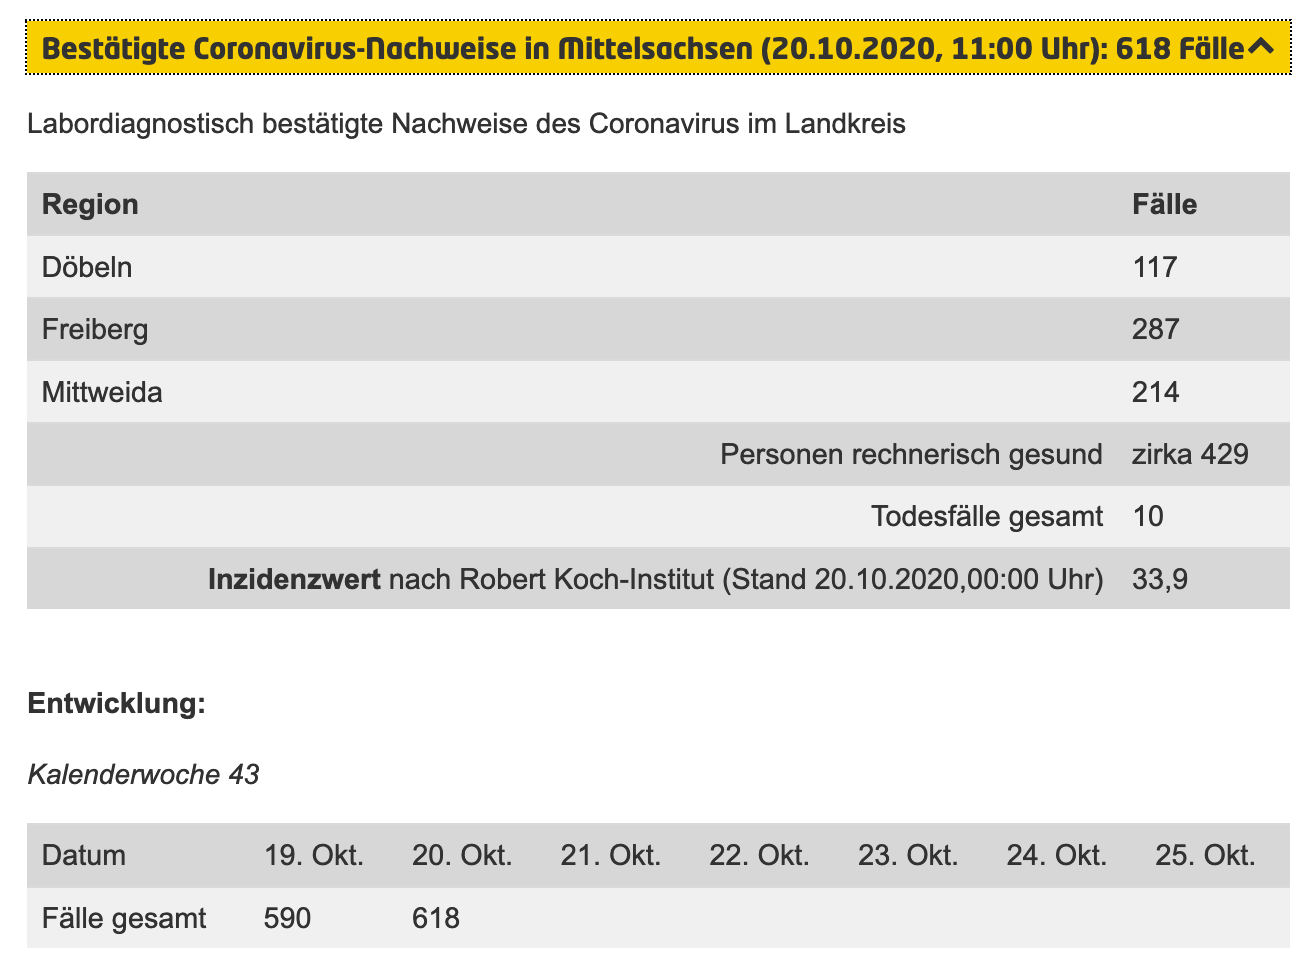 Bestätigte Coronavirus-Nachweise in Mittelsachsen (20.10.2020, 11:00 Uhr): 618 Fälle
Labordiagnostisch bestätigte Nachweise des Coronavirus im Landkreis
Region Fälle
Döbeln 117
Freiberg 287
Mittweida 214
Personen rechnerisch gesund zirka 429
Todesfälle gesamt 10
Inzidenzwert nach Robert Koch-Institut (Stand 20.10.2020,00:00 Uhr) 33,9
Entwicklung:
Kalenderwoche 43
Datum 19. Okt. 20. Okt. 21. Okt. 22. Okt. 23. Okt. 24. Okt. 25. Okt.
Fälle gesamt 590 618